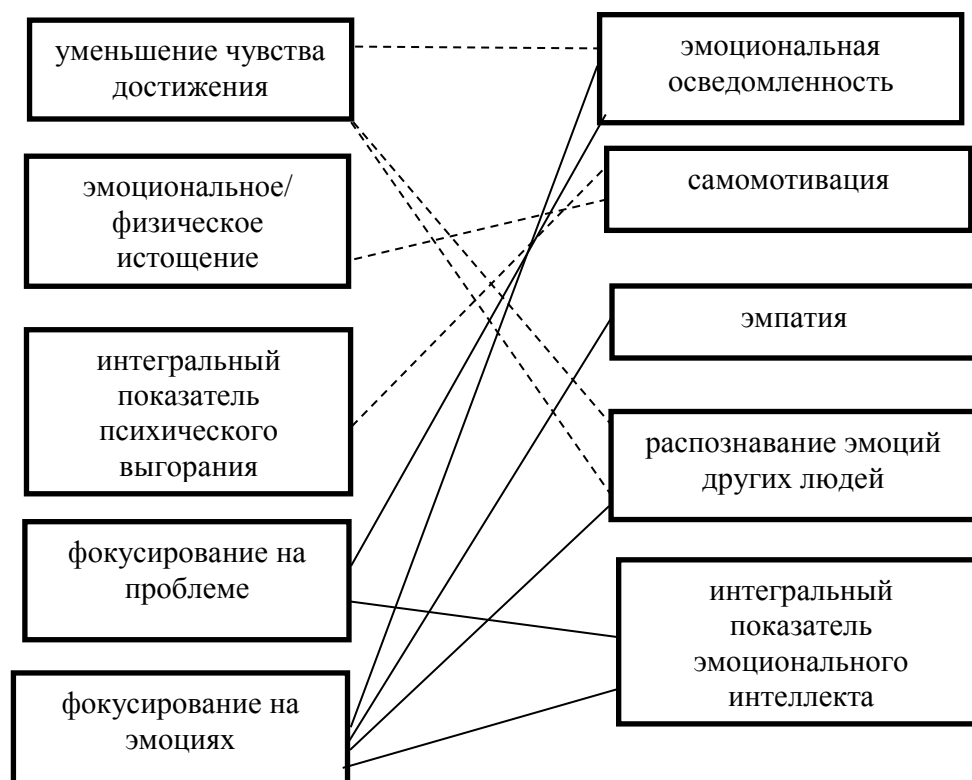 уменьшение чувства
достижения
эмоциональное/
физическое
истощение
интегральный
показатель
психического
выгорания
фокусирование на
проблеме
фокусирование на
эмоциях
эмоциональная
осведомленность
самомотивация
эмпатия
распознавание эмоций
других людей
интегральный
показатель
эмоционального
интеллекта